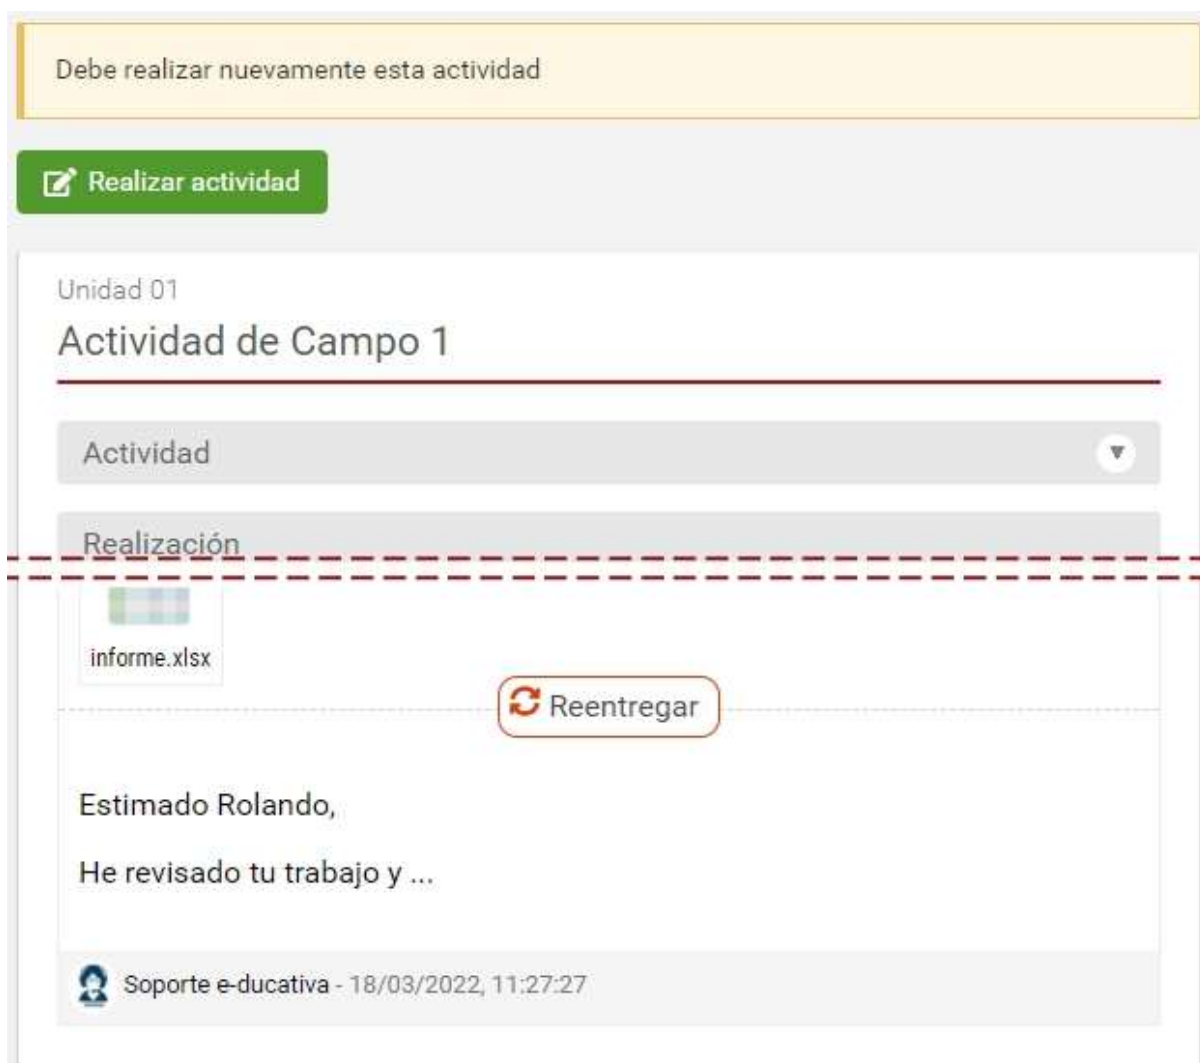 Debe realizar nuevamente esta actividad
Realizar actividad
Unidad 01
Actividad de Campo 1
Actividad
Realización
informe.xlsx
Reentregar
Estimado Rolando,
He revisado tu trabajo y ...
Soporte e-ducativa - 18/03/2022, 11:27:27